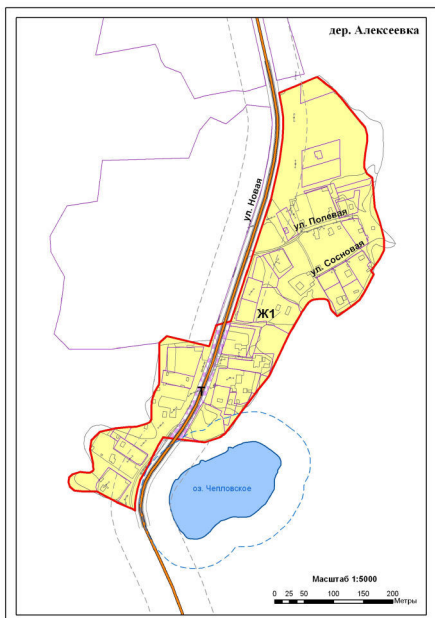 дер. Алексеевка
ул. Новая
ул. Полевая
ул. Сосновая
Ж1
Т
оз. Чепловское
Масштаб 1:5000
0 25 50 100 150 200
Метры